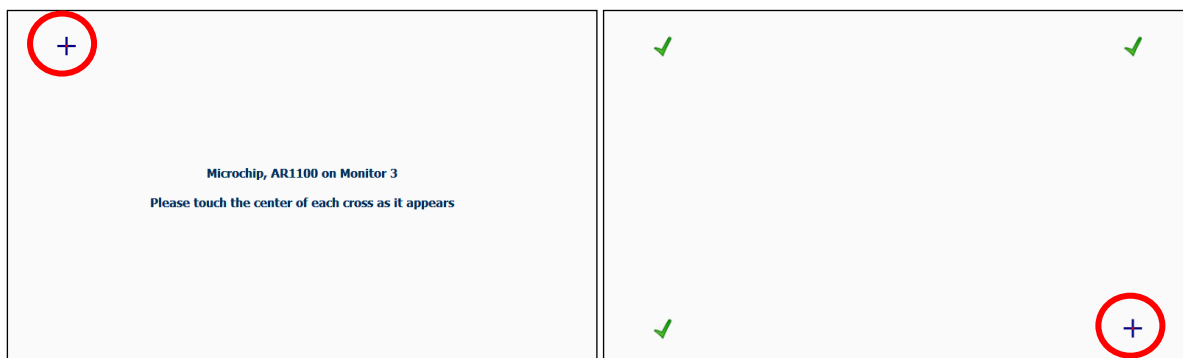 Microchip, AR1100 on Monitor 3
Please touch the center of each cross as it appears